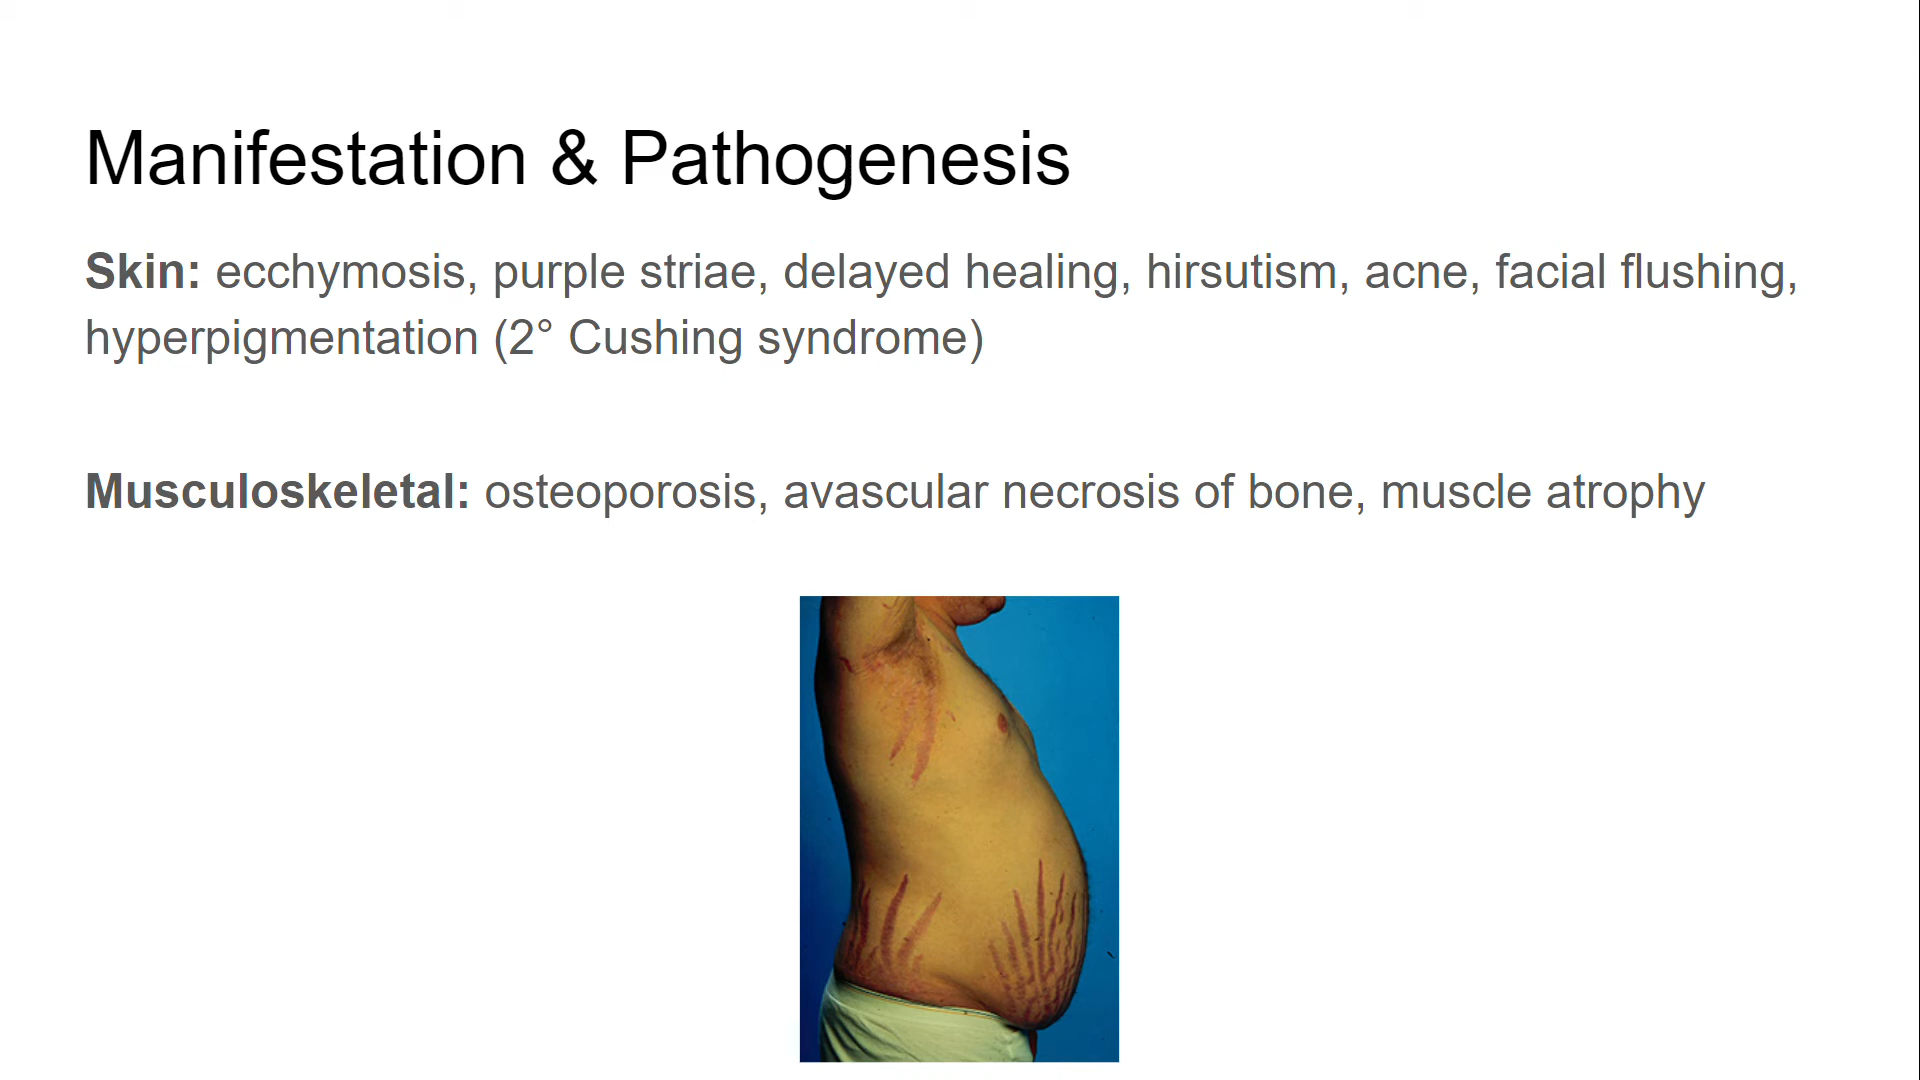 Manifestation & Pathogenesis
Skin: ecchymosis, purple striae, delayed healing, hirsutism, acne, facial flushing,
hyperpigmentation (2° Cushing syndrome)
Musculoskeletal: osteoporosis, avascular necrosis of bone, muscle atrophy